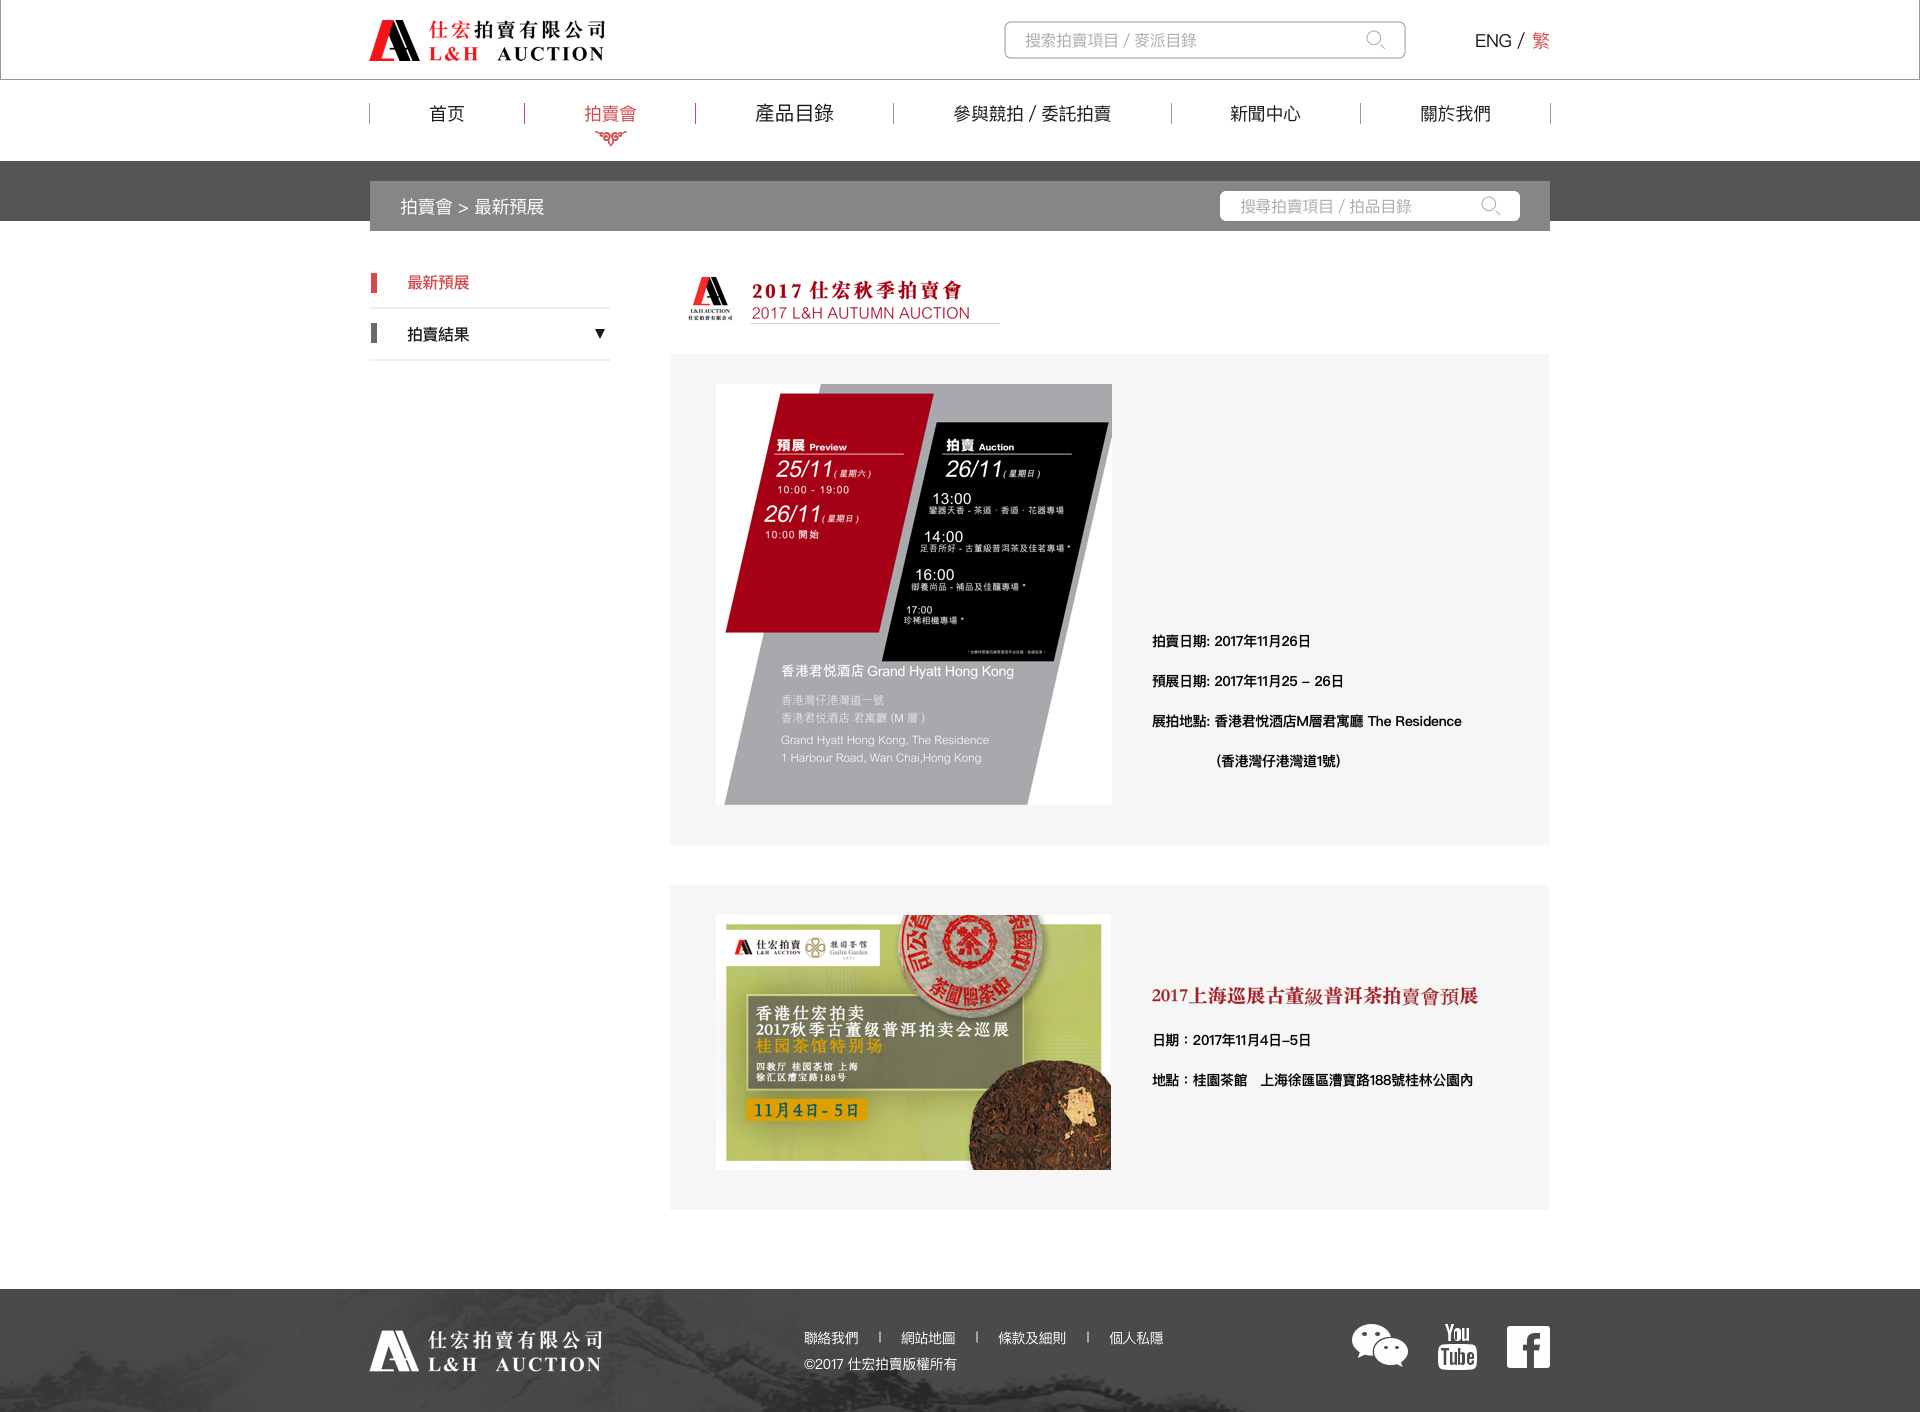 仕宏拍賣有限公司
L&H AUCTION
搜索拍賣項目 / 麥派目錄
ENG / 繁
首页
拍賣會
產品目錄
參與競拍 / 委託拍賣
新聞中心
關於我們
拍賣會 > 最新預展
搜尋拍賣項目 / 拍品目錄
最新預展
拍賣結果
L&H AUCTION
仕宏拍賣有限公司
2017 仕宏秋季拍賣會
2017 L&H AUTUMN AUCTION
預展 Preview
25/11 ( 星期六 )
10:00 - 19:00
26/11 ( 星期日 )
10:00 開始
拍賣 Auction
26/11 ( 星期日 )
13:00
鑾器天香 - 茶道 · 香道 · 花器專場
14:00
足吾所好 - 古董級普洱茶及佳茗專場 *
16:00
御養尚品 - 補品及佳釀專場 *
17:00
珍稀相機專場 *
香港君悦酒店 Grand Hyatt Hong Kong
香港灣仔港灣道一號
香港君悦酒店 君寓廳 (M 層 )
Grand Hyatt Hong Kong, The Residence
1 Harbour Road, Wan Chai,Hong Kong
拍賣日期: 2017年11月26日
預展日期: 2017年11月25 - 26日
展拍地點: 香港君悅酒店M層君寓廳 The Residence
(香港灣仔港灣道1號)
仕宏拍賣
L&H AUCTION
桂园茶馆
Guilin Garden
中茶牌圓茶
香港仕宏拍卖
2017秋季古董级普洱拍卖会巡展
桂园茶馆特别场
四教厅 桂园茶馆 上海
徐汇区漕宝路188号
11月4日- 5日
2017上海巡展古董級普洱茶拍賣會預展
日期：2017年11月4日-5日
地點：桂園茶館　上海徐匯區漕寶路188號桂林公園內
仕宏拍賣有限公司
L&H AUCTION
聯絡我們
網站地圖
條款及細則
個人私隱
©2017 仕宏拍賣版權所有
You
Tube